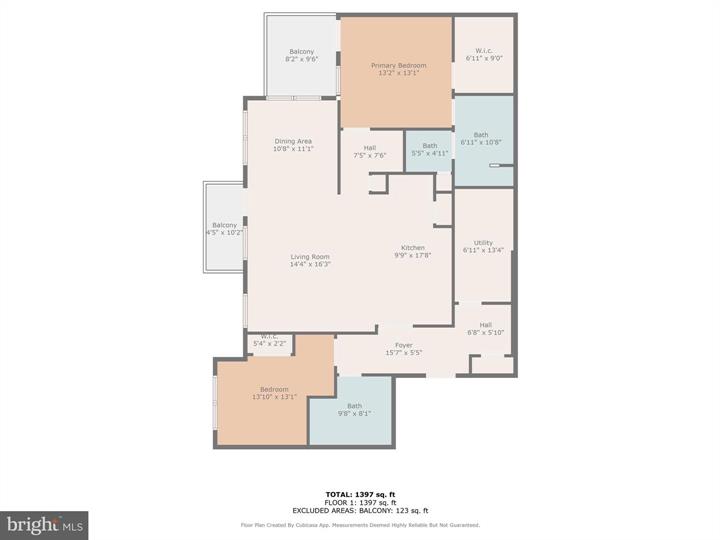 Balcony
8'2" x 9'6"
Primary Bedroom
13'2" x 13'1"
W.i.c.
6'11" x 9'0"
Dining Area
10'8" x 11'1"
Hall
7'5" x 7'6"
Bath
5'5" x 4'11"
Bath
6'11" x 10'8"
Balcony
4'5" x 10'2"
Living Room
14'4" x 16'3"
Kitchen
9'9" x 17'8"
Utility
6'11" x 13'4"
Hall
6'8" x 5'10"
W.i.c.
5'4" x 2'2"
Foyer
15'7" x 5'5"
Bedroom
13'10" x 13'1"
Bath
9'8" x 8'1"
TOTAL: 1397 sq. ft
FLOOR 1: 1397 sq. ft
EXCLUDED AREAS: BALCONY: 123 sq. ft
Floor Plan Created By Cubicasa App. Measurements Deemed Highly Reliable But Not Guaranteed.
bright MLS